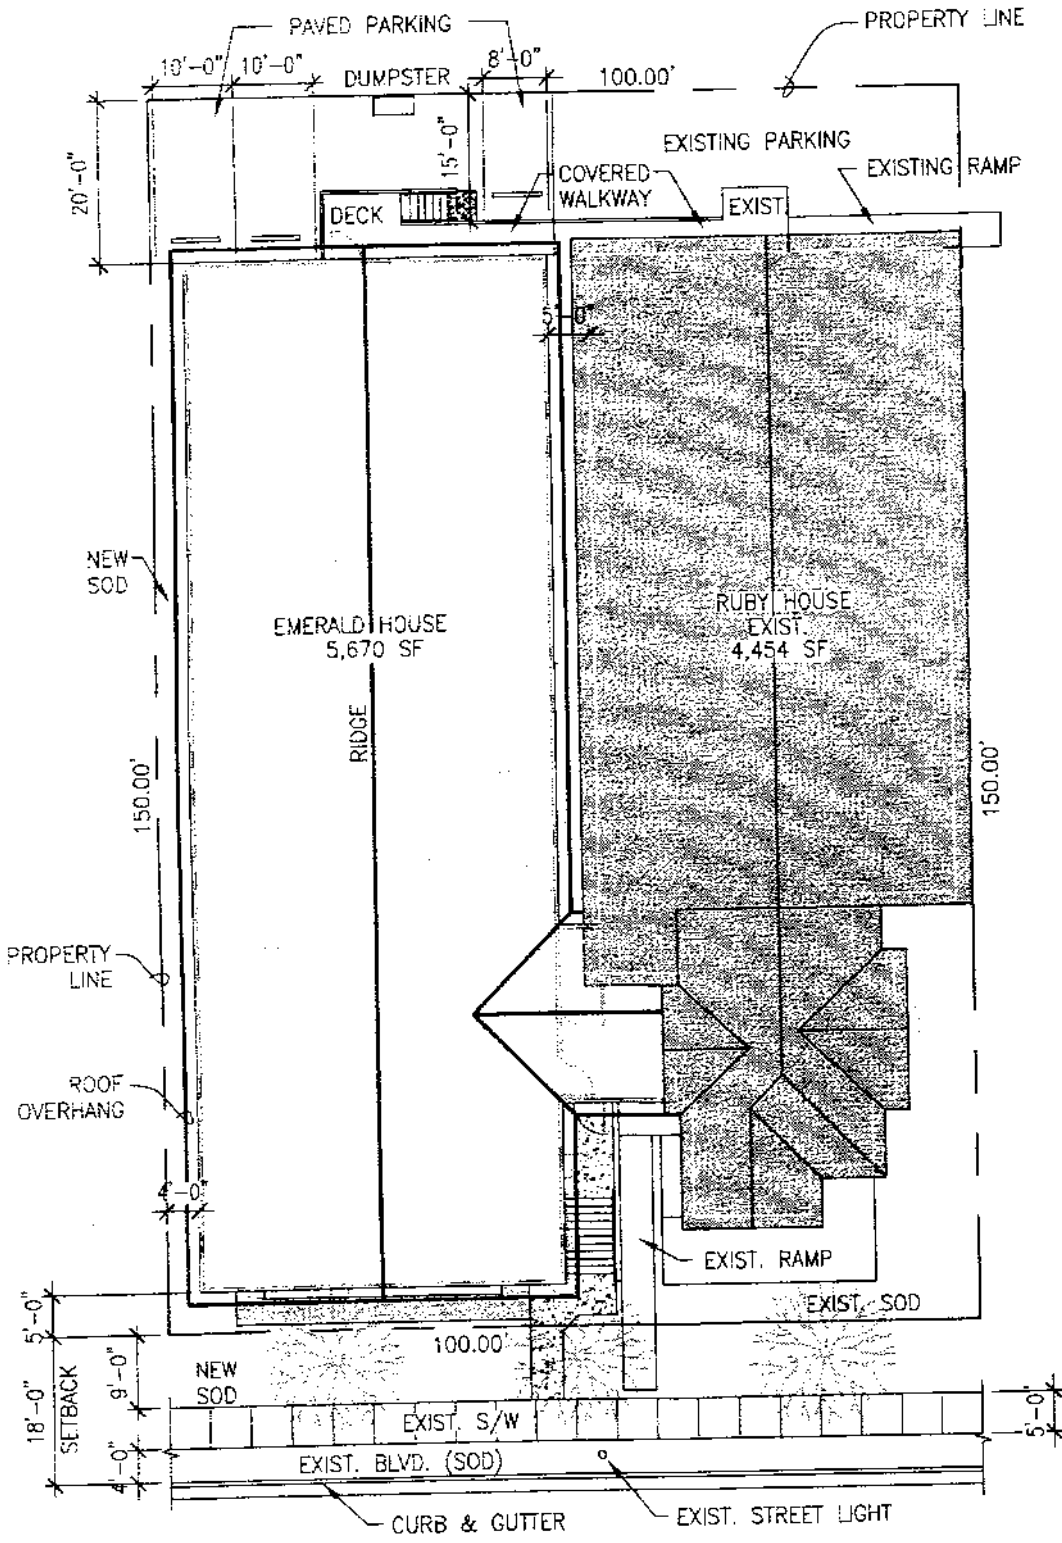 PAVED PARKING
PROPERTY LINE
10'-0"
10'-0"
DUMPSTER
8'-0"
100.00'
20'-0"
15'-0"
EXISTING PARKING
EXISTING RAMP
COVERED
WALKWAY
DECK
EXIST.
5'-0"
NEW
SOD
EMERALD HOUSE
5,670 SF
RUBY HOUSE
EXIST.
4,454 SF
RIDGE
150.00'
150.00'
PROPERTY
LINE
ROOF
OVERHANG
4'-0"
EXIST. RAMP
EXIST. SOD
5'-0"
100.00'
9'-0"
NEW
SOD
18'-0"
SETBACK
EXIST. S/W
5'-0"
4'-0"
EXIST. BLVD. (SOD)
CURB & GUTTER
EXIST. STREET LIGHT